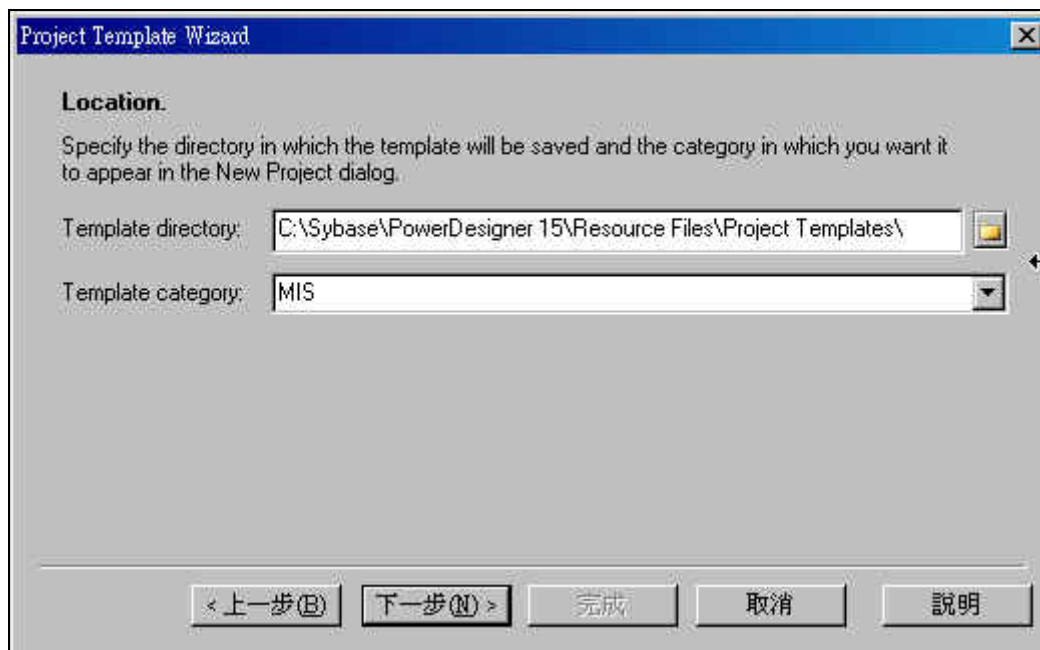 Project Template Wizard
Location.
Specify the directory in which the template will be saved and the category in which you want it
to appear in the New Project dialog.
Template directory: C:\Sybase\PowerDesigner 15\Resource Files\Project Templates\
Template category: MIS
<上一步(B) 下一步(N)> 完成 取消 說明